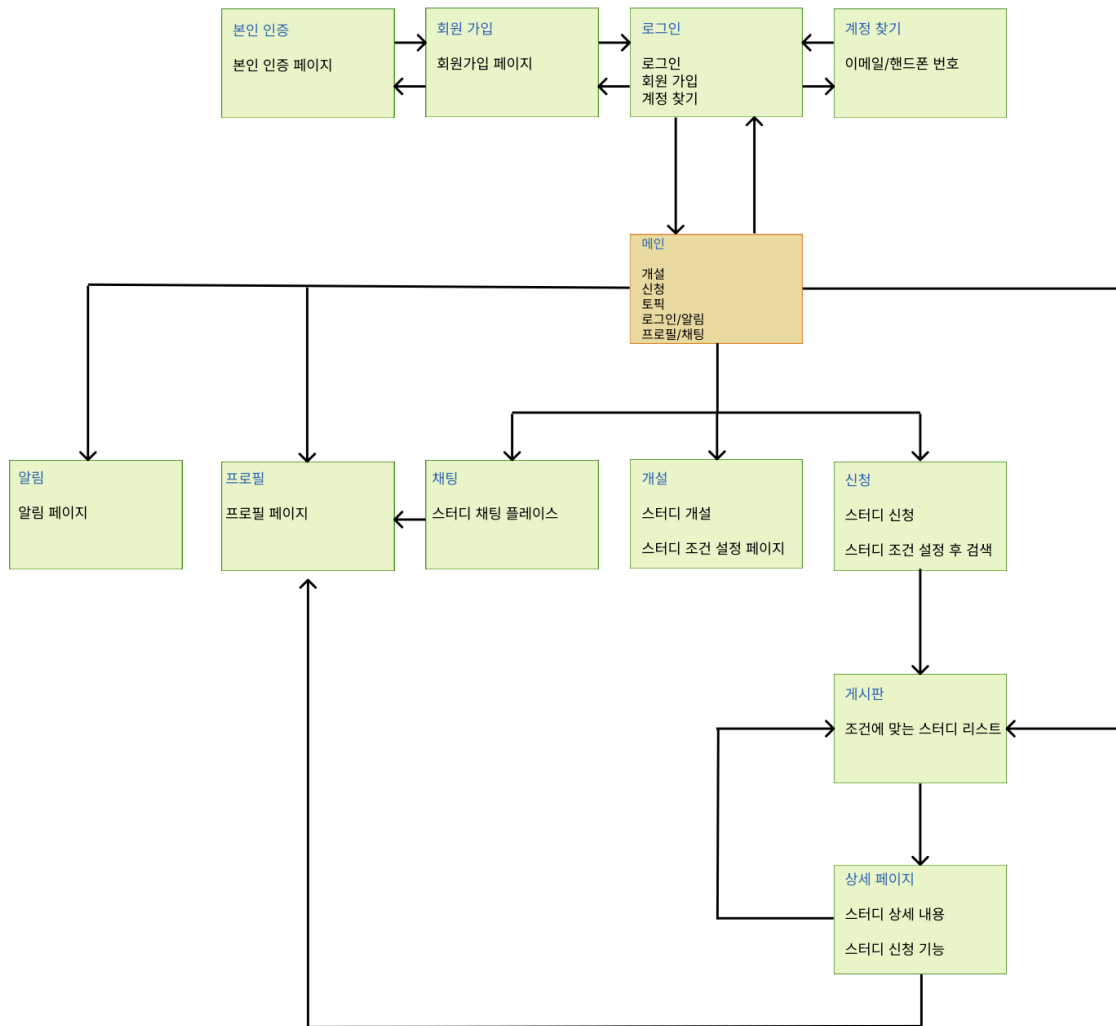 본인 인증
본인 인증 페이지
회원 가입
회원가입 페이지
로그인
로그인
회원 가입
계정 찾기
계정 찾기
이메일/핸드폰 번호
메인
개설
신청
토픽
로그인/알림
프로필/채팅
알림
알림 페이지
프로필
프로필 페이지
채팅
스터디 채팅 플레이스
개설
스터디 개설
스터디 조건 설정 페이지
신청
스터디 신청
스터디 조건 설정 후 검색
게시판
조건에 맞는 스터디 리스트
상세 페이지
스터디 상세 내용
스터디 신청 기능